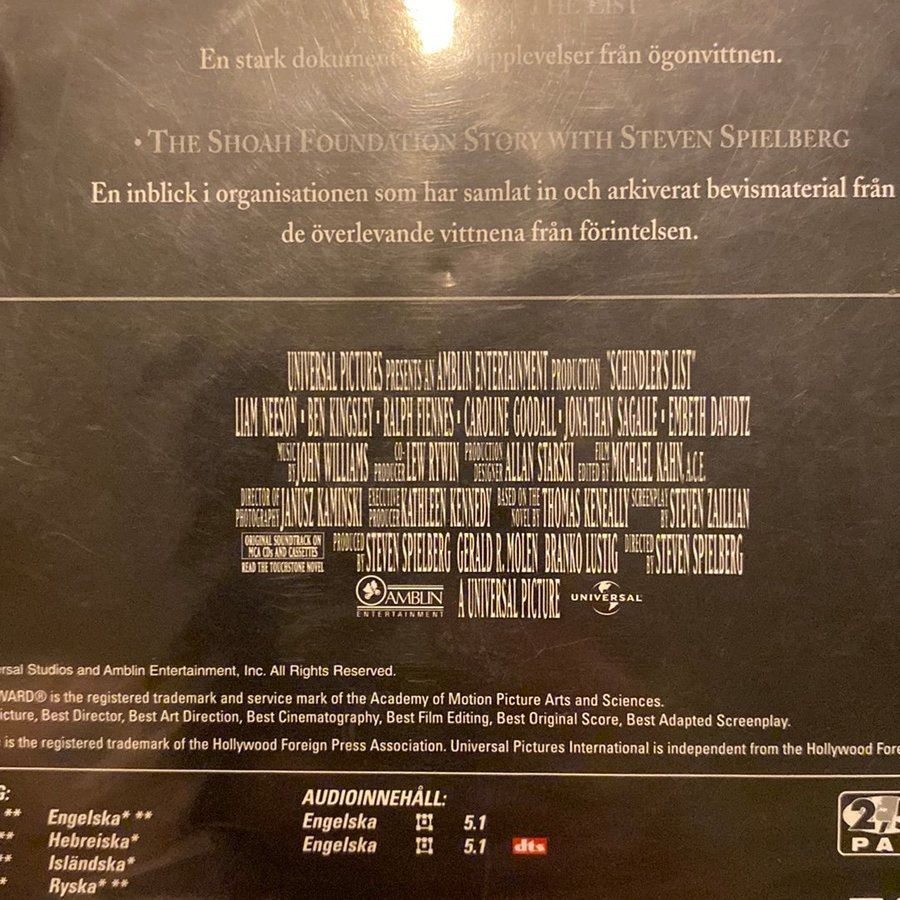 THE LIST
En stark upplevelser från ögonvittnen.
• THE SHOAH FOUNDATION STORY WITH STEVEN SPIELBERG
En inblick i organisationen som har samlat in och arkiverat bevismaterial från
de överlevande vittnena från förintelsen.
UNIVERSAL PICTURES PRESENTS AN AMBLIN ENTERTAINMENT PRODUCTION "SCHINDLER'S LIST"
LIAM NEESON • BEN KINGSLEY • RALPH FIENNES • CAROLINE GOODALL • JONATHAN SAGALLE • EMBETH DAVIDTZ
MUSIC BY JOHN WILLIAMS CO-PRODUCER LEW RYWIN PRODUCTION DESIGNER ALLAN STARSKI FILM EDITED BY MICHAEL KAHN, A.C.E.
DIRECTOR OF PHOTOGRAPHY JANUSZ KAMINSKI EXECUTIVE PRODUCER KATHLEEN KENNEDY BASED ON THE NOVEL BY THOMAS KENEALLY SCREENPLAY BY STEVEN ZAILLIAN
ORIGINAL SOUNDTRACK ON MCA CDs AND CASSETTES
READ THE TOUCHSTONE NOVEL
PRODUCED BY STEVEN SPIELBERG GERALD R. MOLEN BRANKO LUSTIG DIRECTED BY STEVEN SPIELBERG
AMBLIN ENTERTAINMENT A UNIVERSAL PICTURE UNIVERSAL
rsal Studios and Amblin Entertainment, Inc. All Rights Reserved.
WARD® is the registered trademark and service mark of the Academy of Motion Picture Arts and Sciences.
icture, Best Director, Best Art Direction, Best Cinematography, Best Film Editing, Best Original Score, Best Adapted Screenplay.
is the registered trademark of the Hollywood Foreign Press Association. Universal Pictures International is independent from the Hollywood Fore
G:
** Engelska* **
** Hebreiska*
** Isländska*
* Ryska* **
AUDIOINNEHÅLL:
Engelska 5.1
Engelska 5.1 dts
2
PA